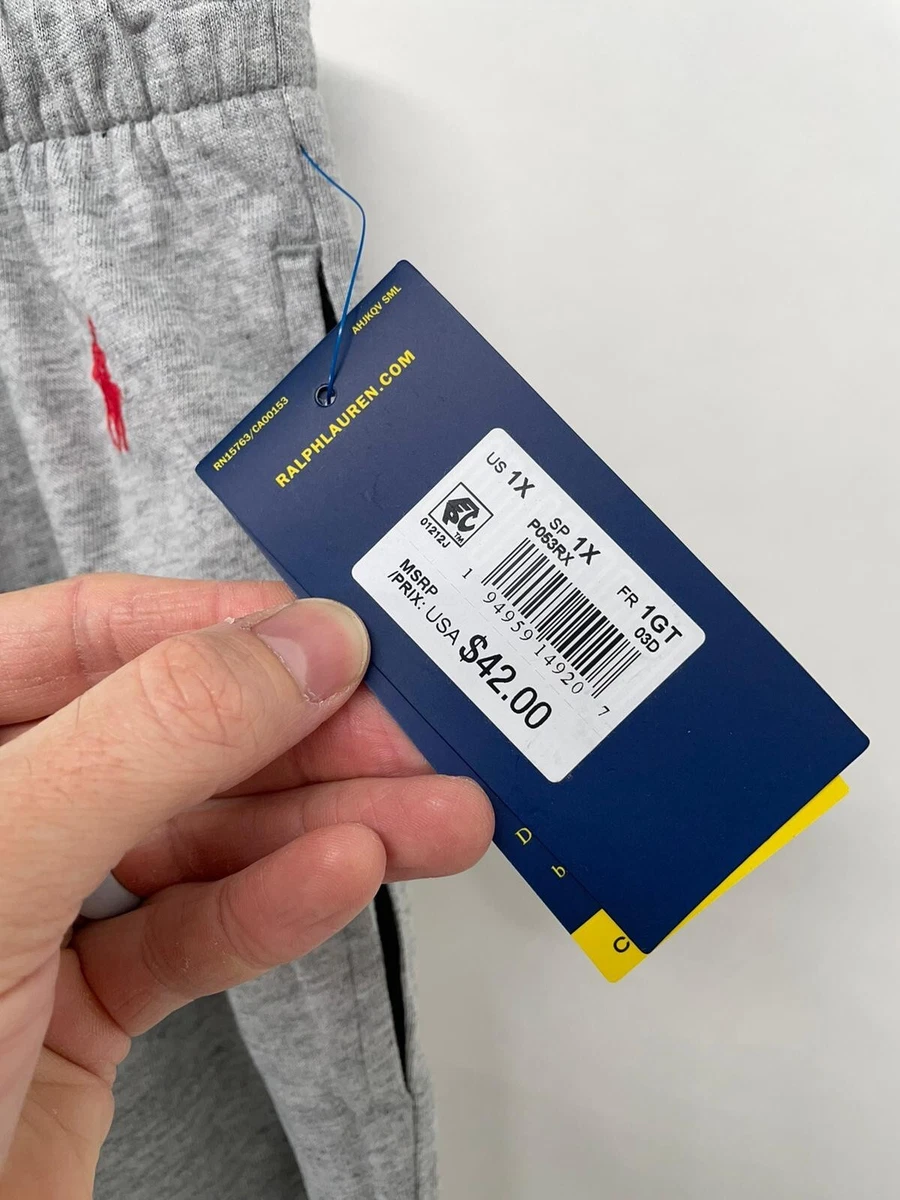 AHJKQV SML
RN15763/CA00153
RALPHLAUREN.COM
US 1X
SP 1X
FR 1GT
P053RX
03D
TM
01212J
1 94959 14920 7
MSRP
/PRIX: USA $42.00
D
b
C